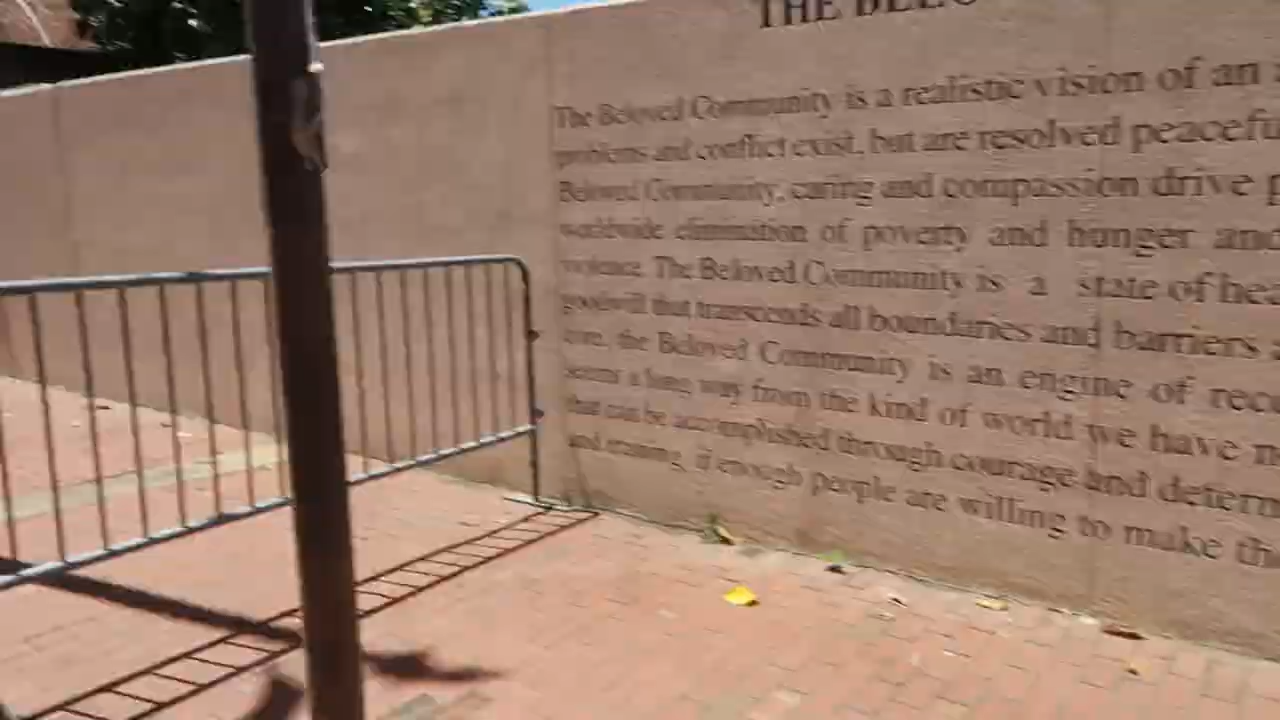 THE BELO
The Beloved Community is a realistic vision of an
problems and conflict exist, but are resolved peacefu
Beloved Community, caring and compassion drive p
worldwide elimination of poverty and hunger and
violence. The Beloved Community is a state of hea
goodwill that transcends all boundaries and barriers
core, the Beloved Community is an engine of reco
seems a long way from the kind of world we have n
that can be accomplished through courage and determ
and if enough people are willing to make th